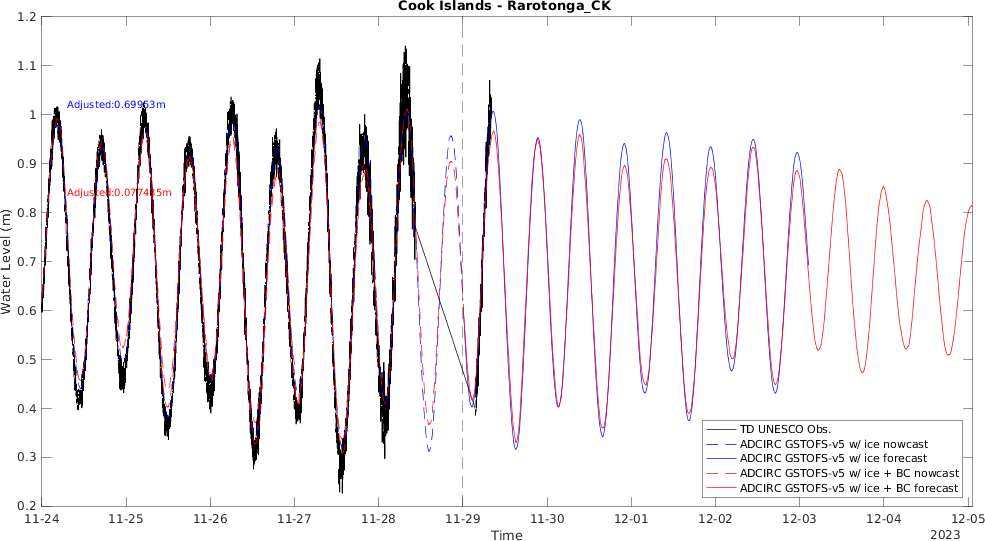 Cook Islands - Rarotonga_CK
Water Level (m)
1.2
1.1
1
0.9
0.8
0.7
0.6
0.5
0.4
0.3
0.2
Adjusted:0.69953m
Adjusted:0.077435m
TD UNESCO Obs.
ADCIRC GSTOFS-v5 w/ ice nowcast
ADCIRC GSTOFS-v5 w/ ice forecast
ADCIRC GSTOFS-v5 w/ ice + BC nowcast
ADCIRC GSTOFS-v5 w/ ice + BC forecast
11-24 11-25 11-26 11-27 11-28 11-29 11-30 12-01 12-02 12-03 12-04 12-05
Time
2023